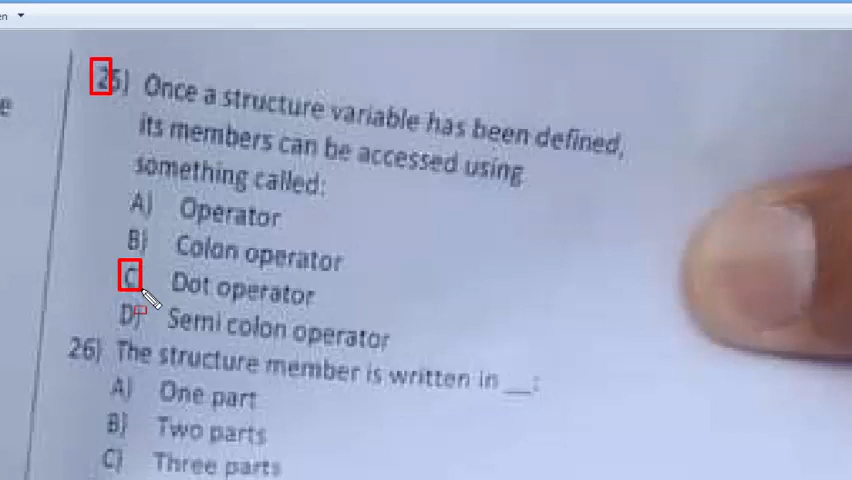 en
e
25) Once a structure variable has been defined,
its members can be accessed using
something called:
A) Operator
B) Colon operator
C Dot operator
D) Semi colon operator
26) The structure member is written in __:
A) One part
B) Two parts
C) Three parts